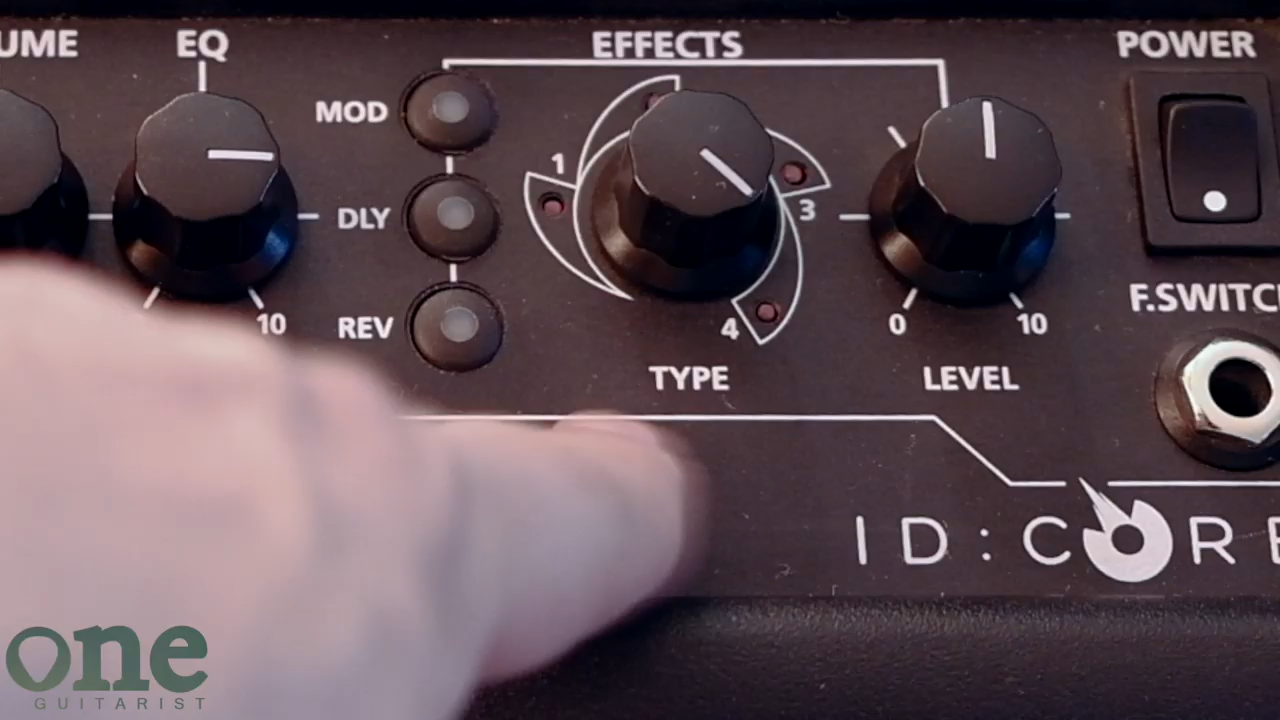 UME
EQ
EFFECTS
POWER
MOD
1
DLY
3
F.SWITC
10
REV
4
0
10
TYPE
LEVEL
ID:CORE
one
GUITARIST